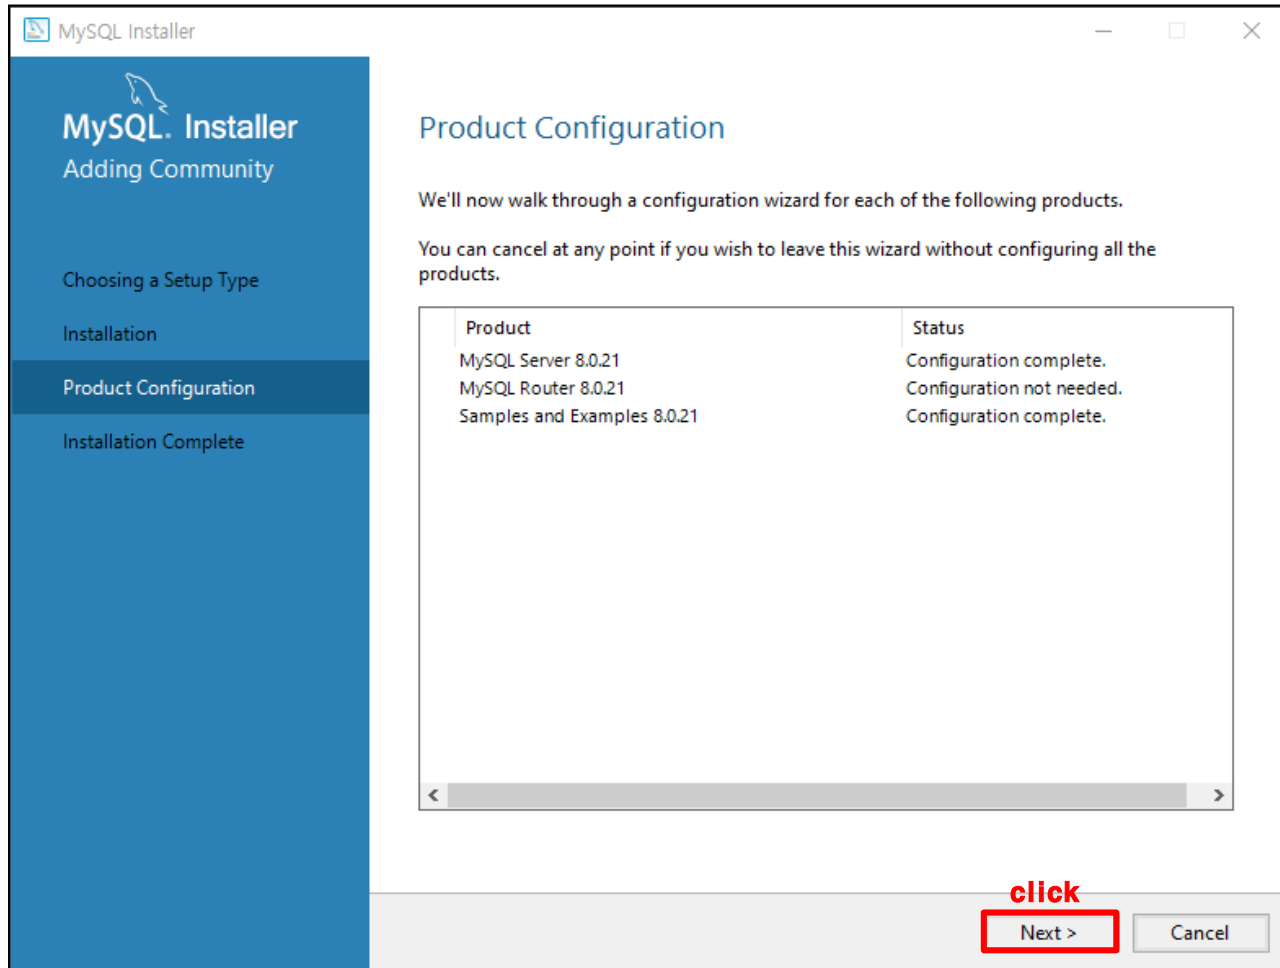 MySQL Installer
MySQL. Installer
Adding Community
Choosing a Setup Type
Installation
Product Configuration
Installation Complete
Product Configuration
We'll now walk through a configuration wizard for each of the following products.
You can cancel at any point if you wish to leave this wizard without configuring all the
products.
Product Status
MySQL Server 8.0.21 Configuration complete.
MySQL Router 8.0.21 Configuration not needed.
Samples and Examples 8.0.21 Configuration complete.
click
Next > Cancel